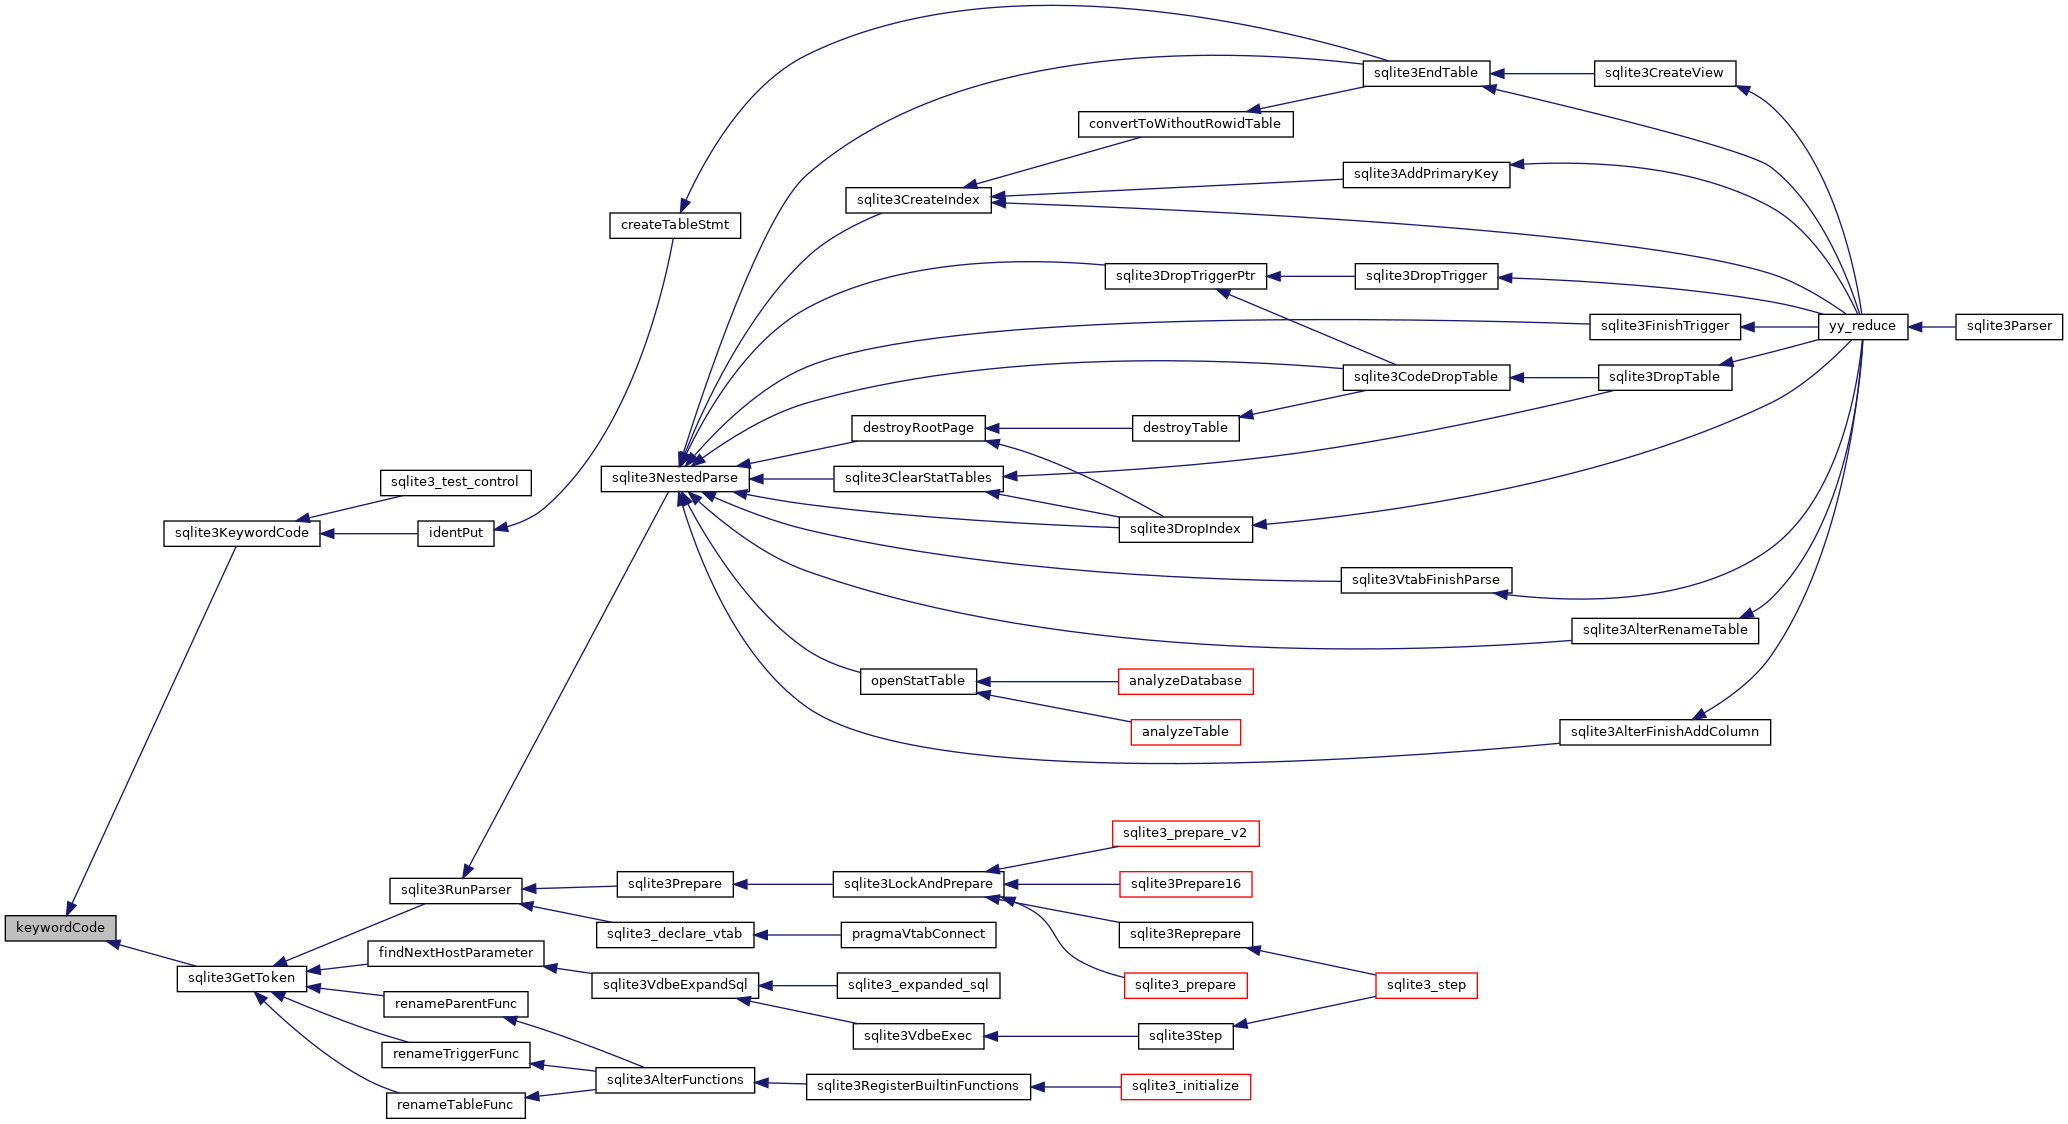 sqlite3EndTable
sqlite3CreateView
convertToWithoutRowidTable
sqlite3AddPrimaryKey
sqlite3CreateIndex
createTableStmt
sqlite3DropTriggerPtr
sqlite3DropTrigger
sqlite3FinishTrigger
yy_reduce
sqlite3Parser
sqlite3CodeDropTable
sqlite3DropTable
destroyRootPage
destroyTable
sqlite3NestedParse
sqlite3ClearStatTables
sqlite3_test_control
sqlite3DropIndex
sqlite3KeywordCode
identPut
sqlite3VtabFinishParse
sqlite3AlterRenameTable
openStatTable
analyzeDatabase
analyzeTable
sqlite3AlterFinishAddColumn
sqlite3_prepare_v2
sqlite3RunParser
sqlite3Prepare
sqlite3LockAndPrepare
sqlite3Prepare16
keywordCode
sqlite3_declare_vtab
pragmaVtabConnect
sqlite3Reprepare
findNextHostParameter
sqlite3GetToken
sqlite3VdbeExpandSql
sqlite3_expanded_sql
sqlite3_prepare
sqlite3_step
renameParentFunc
sqlite3VdbeExec
sqlite3Step
renameTriggerFunc
sqlite3AlterFunctions
sqlite3RegisterBuiltinFunctions
sqlite3_initialize
renameTableFunc